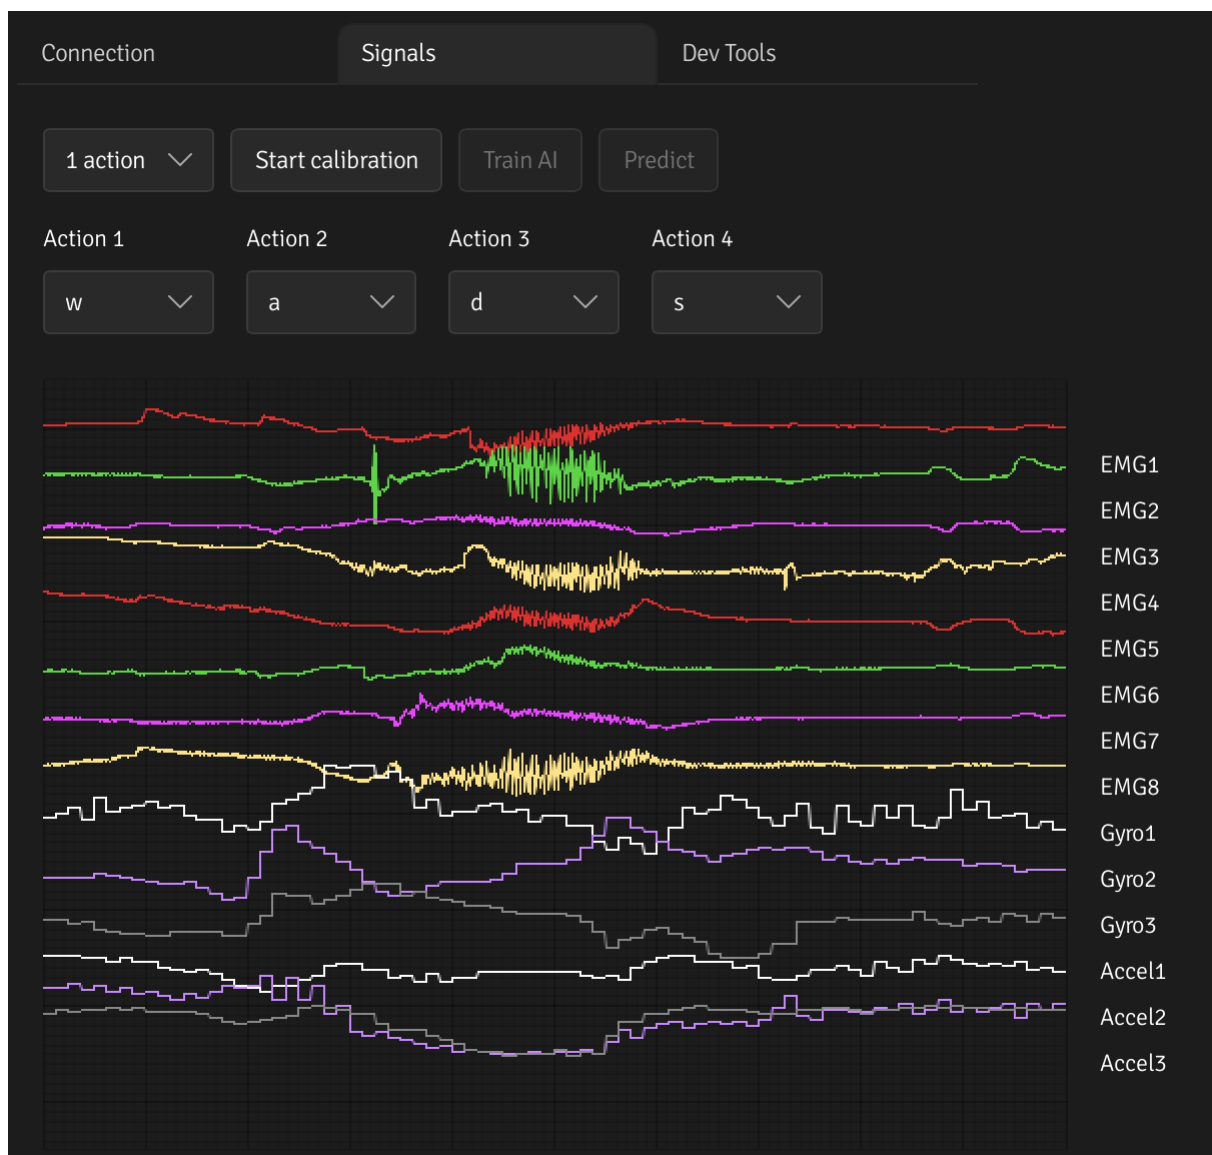 Connection Signals Dev Tools
1 action Start calibration Train AI Predict
Action 1 Action 2 Action 3 Action 4
w a d s
EMG1
EMG2
EMG3
EMG4
EMG5
EMG6
EMG7
EMG8
Gyro1
Gyro2
Gyro3
Accel1
Accel2
Accel3